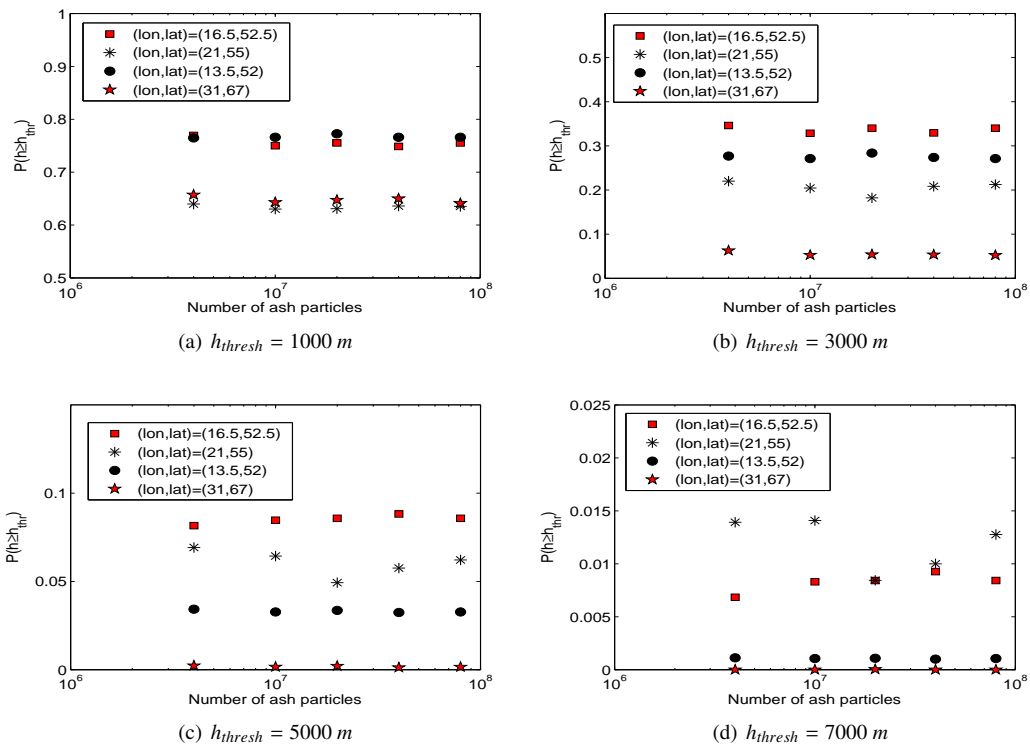 1
0.9
0.8
0.7
0.6
0.5
P(h≥h_thr)
(lon,lat)=(16.5,52.5)
(lon,lat)=(21,55)
(lon,lat)=(13.5,52)
(lon,lat)=(31,67)
10^6 10^7 10^8
Number of ash particles
(a) h_thresh = 1000 m
0.5
0.4
0.3
0.2
0.1
0
P(h≥h_thr)
(lon,lat)=(16.5,52.5)
(lon,lat)=(21,55)
(lon,lat)=(13.5,52)
(lon,lat)=(31,67)
10^6 10^7 10^8
Number of ash particles
(b) h_thresh = 3000 m
0.1
0.05
0
P(h≥h_thr)
(lon,lat)=(16.5,52.5)
(lon,lat)=(21,55)
(lon,lat)=(13.5,52)
(lon,lat)=(31,67)
10^6 10^7 10^8
Number of ash particles
(c) h_thresh = 5000 m
0.025
0.02
0.015
0.01
0.005
0
P(h≥h_thr)
(lon,lat)=(16.5,52.5)
(lon,lat)=(21,55)
(lon,lat)=(13.5,52)
(lon,lat)=(31,67)
10^6 10^7 10^8
Number of ash particles
(d) h_thresh = 7000 m